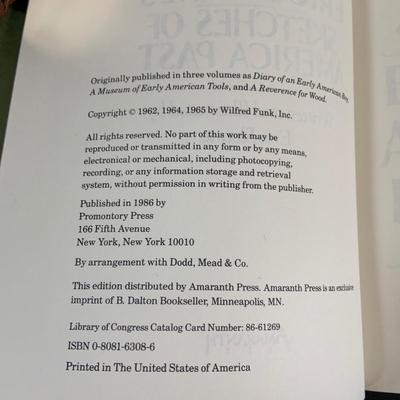 Originally published in three volumes as Diary of an Early American Boy,
A Museum of Early American Tools, and A Reverence for Wood.
Copyright © 1962, 1964, 1965 by Wilfred Funk, Inc.
All rights reserved. No part of this work may be
reproduced or transmitted in any form or by any means,
electronical or mechanical, including photocopying,
recording, or any information storage and retrieval
system, without permission in writing from the publisher.
Published in 1986 by
Promontory Press
166 Fifth Avenue
New York, New York 10010
By arrangement with Dodd, Mead & Co.
This edition distributed by Amaranth Press. Amaranth Press is an exclusive
imprint of B. Dalton Bookseller, Minneapolis, MN.
Library of Congress Catalog Card Number: 86-61269
ISBN 0-8081-6308-6
Printed in The United States of America